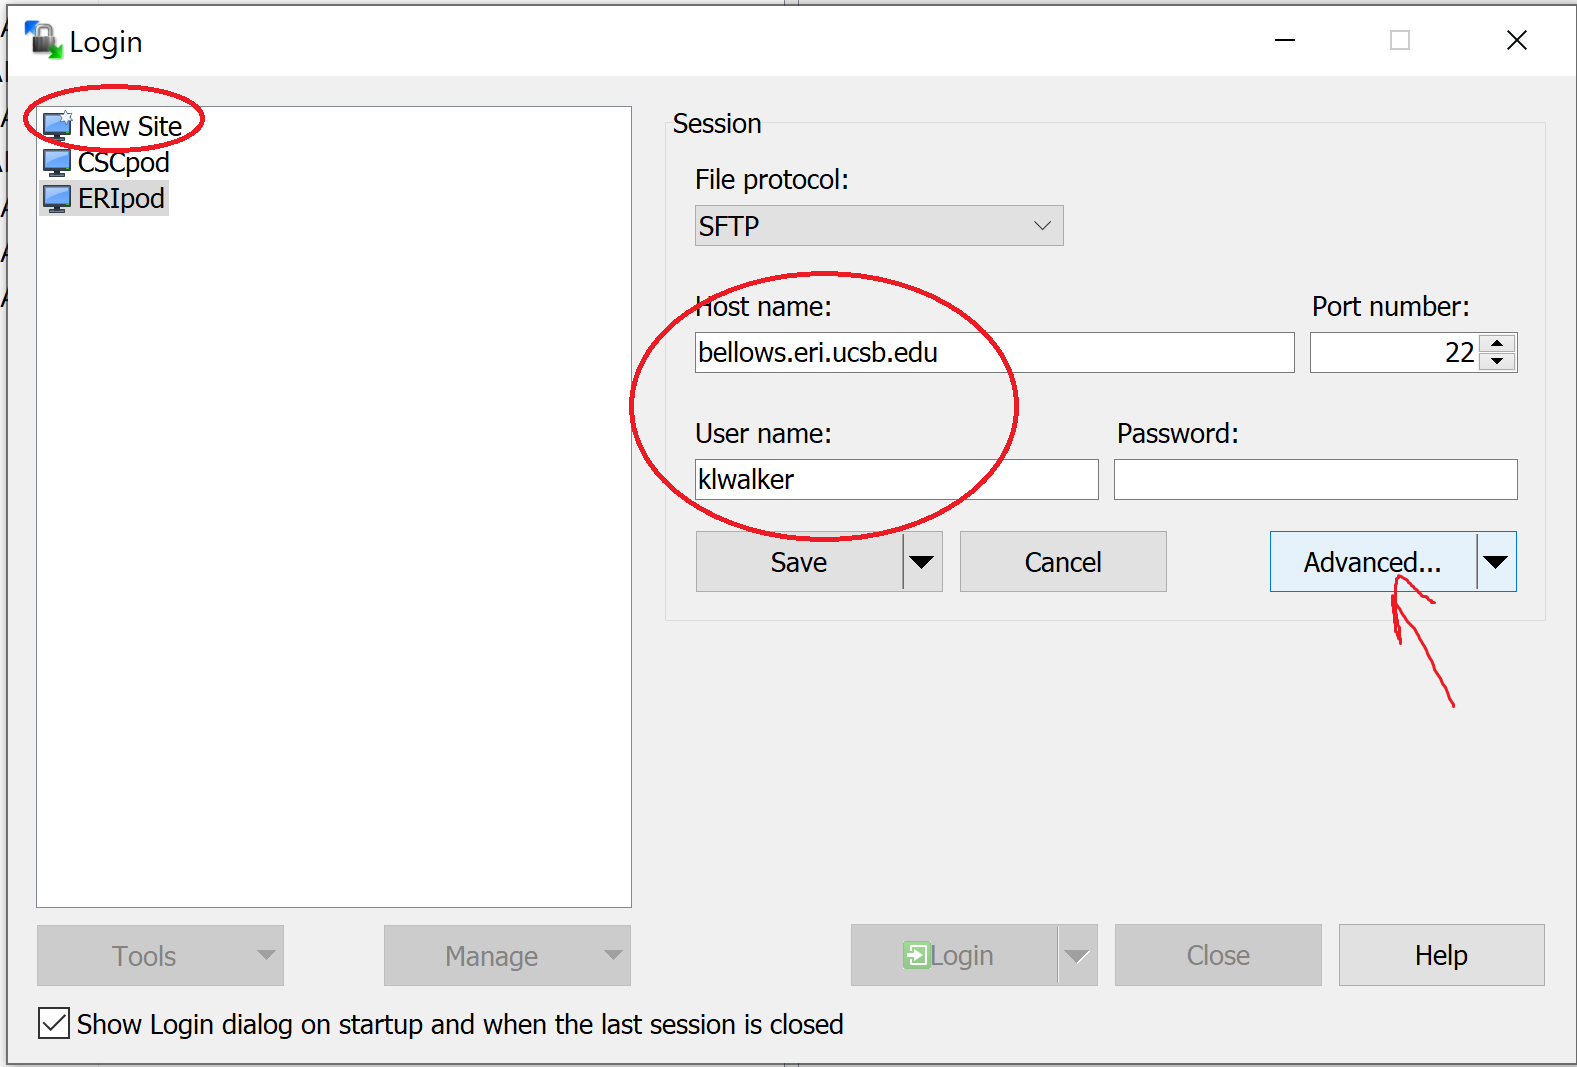 Login
New Site
CSCpod
ERIpod
Session
File protocol:
SFTP
Host name:
Port number:
bellows.eri.ucsb.edu
22
User name:
Password:
klwalker
Save
Cancel
Advanced...
Tools
Manage
Login
Close
Help
Show Login dialog on startup and when the last session is closed